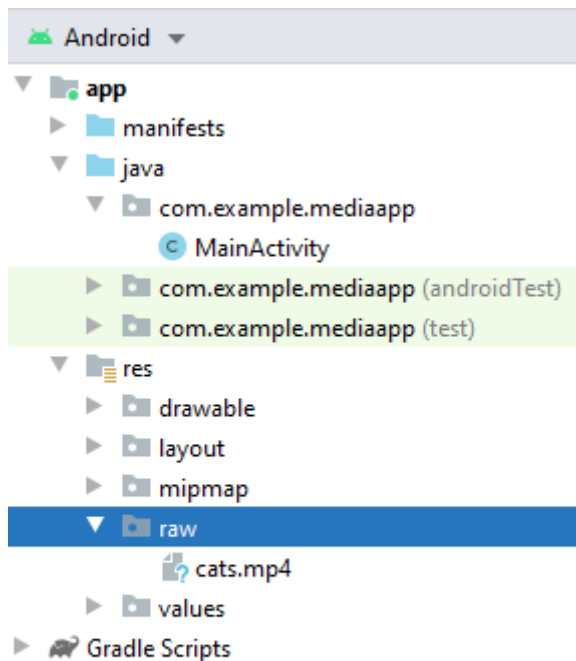 Android
app
manifests
java
com.example.mediaapp
C MainActivity
com.example.mediaapp (androidTest)
com.example.mediaapp (test)
res
drawable
layout
mipmap
raw
? cats.mp4
values
Gradle Scripts